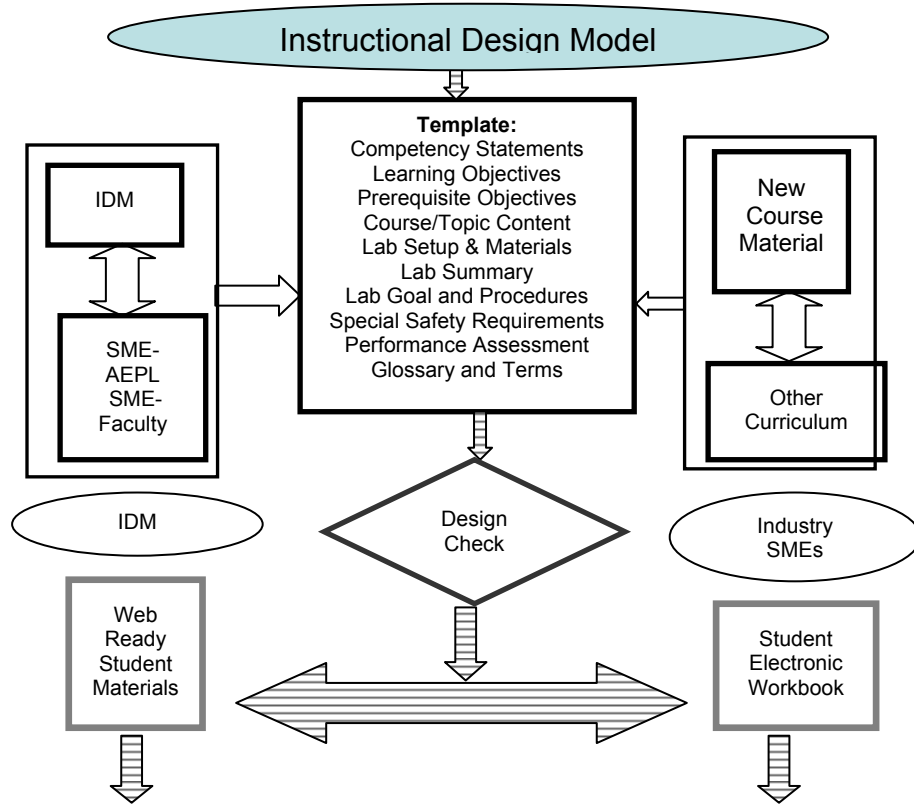 Instructional Design Model
Template:
Competency Statements
Learning Objectives
Prerequisite Objectives
Course/Topic Content
Lab Setup & Materials
Lab Summary
Lab Goal and Procedures
Special Safety Requirements
Performance Assessment
Glossary and Terms
IDM
SME-
AEPL
SME-
Faculty
New
Course
Material
Other
Curriculum
IDM
Design
Check
Industry
SMEs
Web
Ready
Student
Materials
Student
Electronic
Workbook